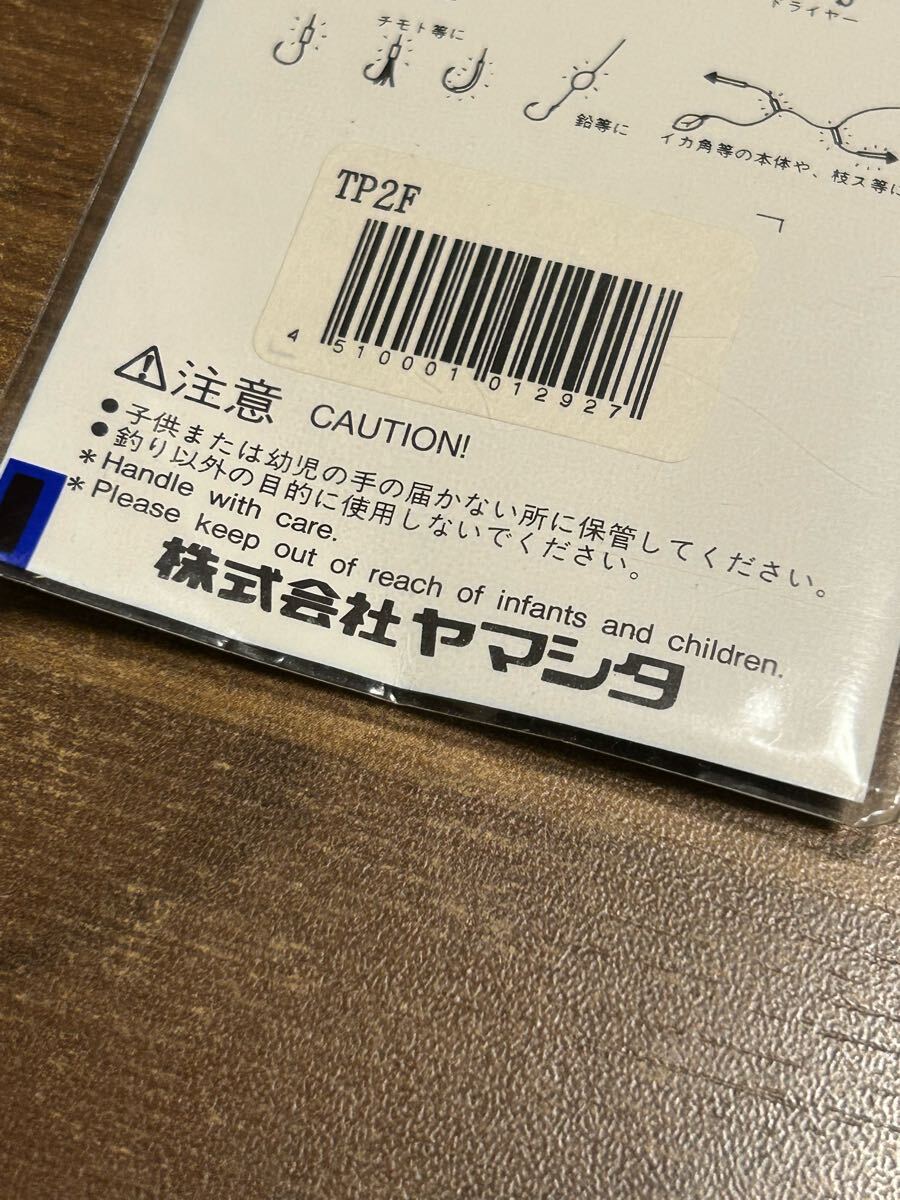 ドライヤー
チモト等に
鉛等に
イカ角等の本体や、枝ス等に
TP2F
4 510001 012927
注意 CAUTION!
●子供または幼児の手の届かない所に保管してください。
●釣り以外の目的に使用しないでください。
*Handle with care.
*Please keep out of reach of infants and children.
株式会社ヤマシタ